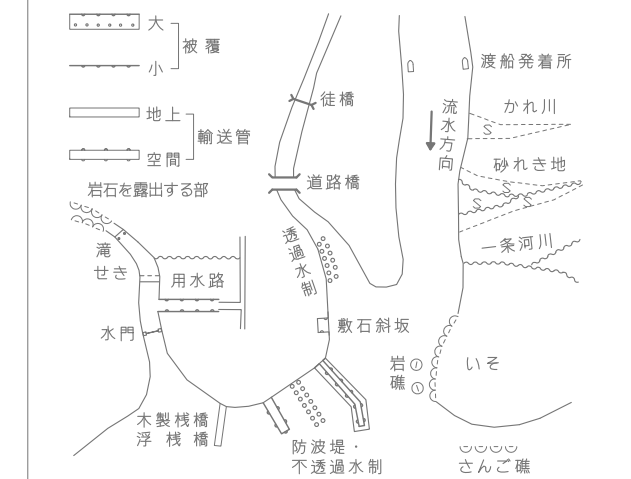 大
被覆
小
地上
輸送管
空間
岩石を露出する部
滝
せき
用水路
水門
木製桟橋
浮桟橋
徒橋
道路橋
透過水制
敷石斜坂
防波堤・
不透過水制
渡船発着所
流水方向
かれ川
S
砂れき地
S
S
S
一条河川
岩礁
いそ
さんご礁